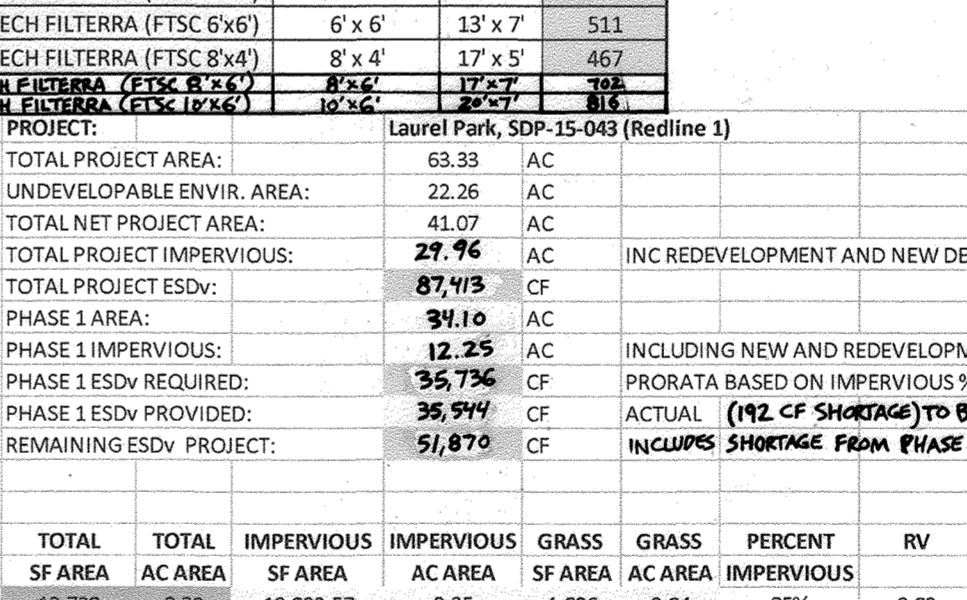 ECH FILTERRA (FTSC 6'x6') 6' x 6' 13' x 7' 511
ECH FILTERRA (FTSC 8'x4') 8' x 4' 17' x 5' 467
H FILTERRA (FTSC 8'x6') 8'x6' 17'x7' 702
H FILTERRA (FTSC 10'x6') 10'x6' 20'x7' 816
PROJECT: Laurel Park, SDP-15-043 (Redline 1)
TOTAL PROJECT AREA: 63.33 AC
UNDEVELOPABLE ENVIR. AREA: 22.26 AC
TOTAL NET PROJECT AREA: 41.07 AC
TOTAL PROJECT IMPERVIOUS: 29.96 AC INC REDEVELOPMENT AND NEW DE
TOTAL PROJECT ESDv: 87,413 CF
PHASE 1 AREA: 34.10 AC
PHASE 1 IMPERVIOUS: 12.25 AC INCLUDING NEW AND REDEVELOPM
PHASE 1 ESDv REQUIRED: 35,736 CF PRORATA BASED ON IMPERVIOUS %
PHASE 1 ESDv PROVIDED: 35,544 CF ACTUAL (192 CF SHORTAGE) TO B
REMAINING ESDv PROJECT: 51,870 CF INCLUDES SHORTAGE FROM PHASE
TOTAL TOTAL IMPERVIOUS IMPERVIOUS GRASS GRASS PERCENT RV
SF AREA AC AREA SF AREA AC AREA SF AREA AC AREA IMPERVIOUS